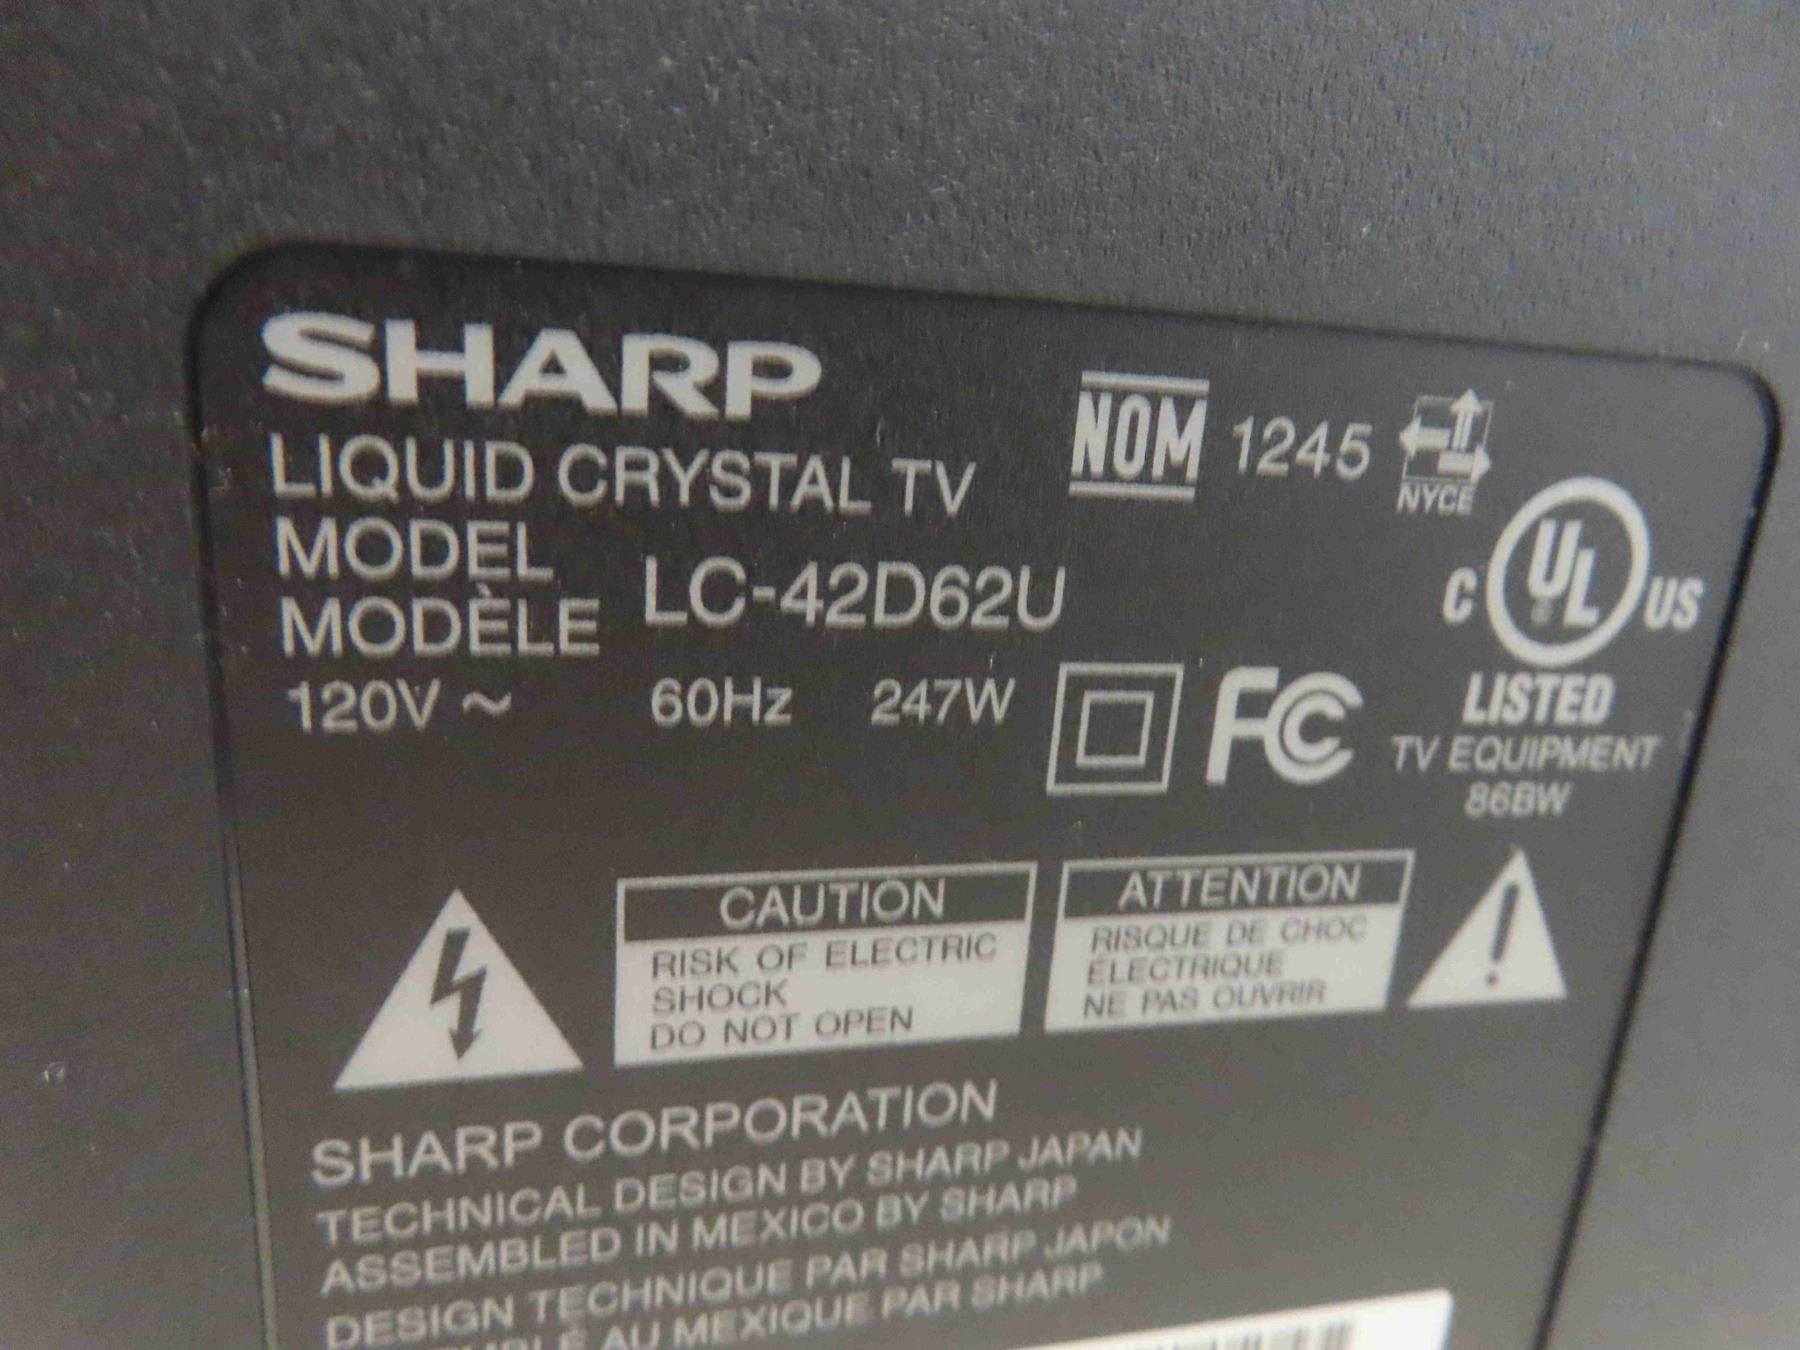 SHARP
LIQUID CRYSTAL TV
NOM 1245
NYCE
MODEL
MODÈLE
LC-42D62U
C UL US
LISTED
TV EQUIPMENT
86BW
120V ~ 60Hz 247W
FC
CAUTION
RISK OF ELECTRIC
SHOCK
DO NOT OPEN
ATTENTION
RISQUE DE CHOC
ÉLECTRIQUE
NE PAS OUVRIR
SHARP CORPORATION
TECHNICAL DESIGN BY SHARP JAPAN
ASSEMBLED IN MEXICO BY SHARP
DESIGN TECHNIQUE PAR SHARP JAPON
AU MEXIQUE PAR SHARP